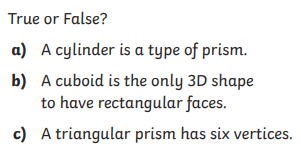 True or False?
a) A cylinder is a type of prism.
b) A cuboid is the only 3D shape
to have rectangular faces.
c) A triangular prism has six vertices.